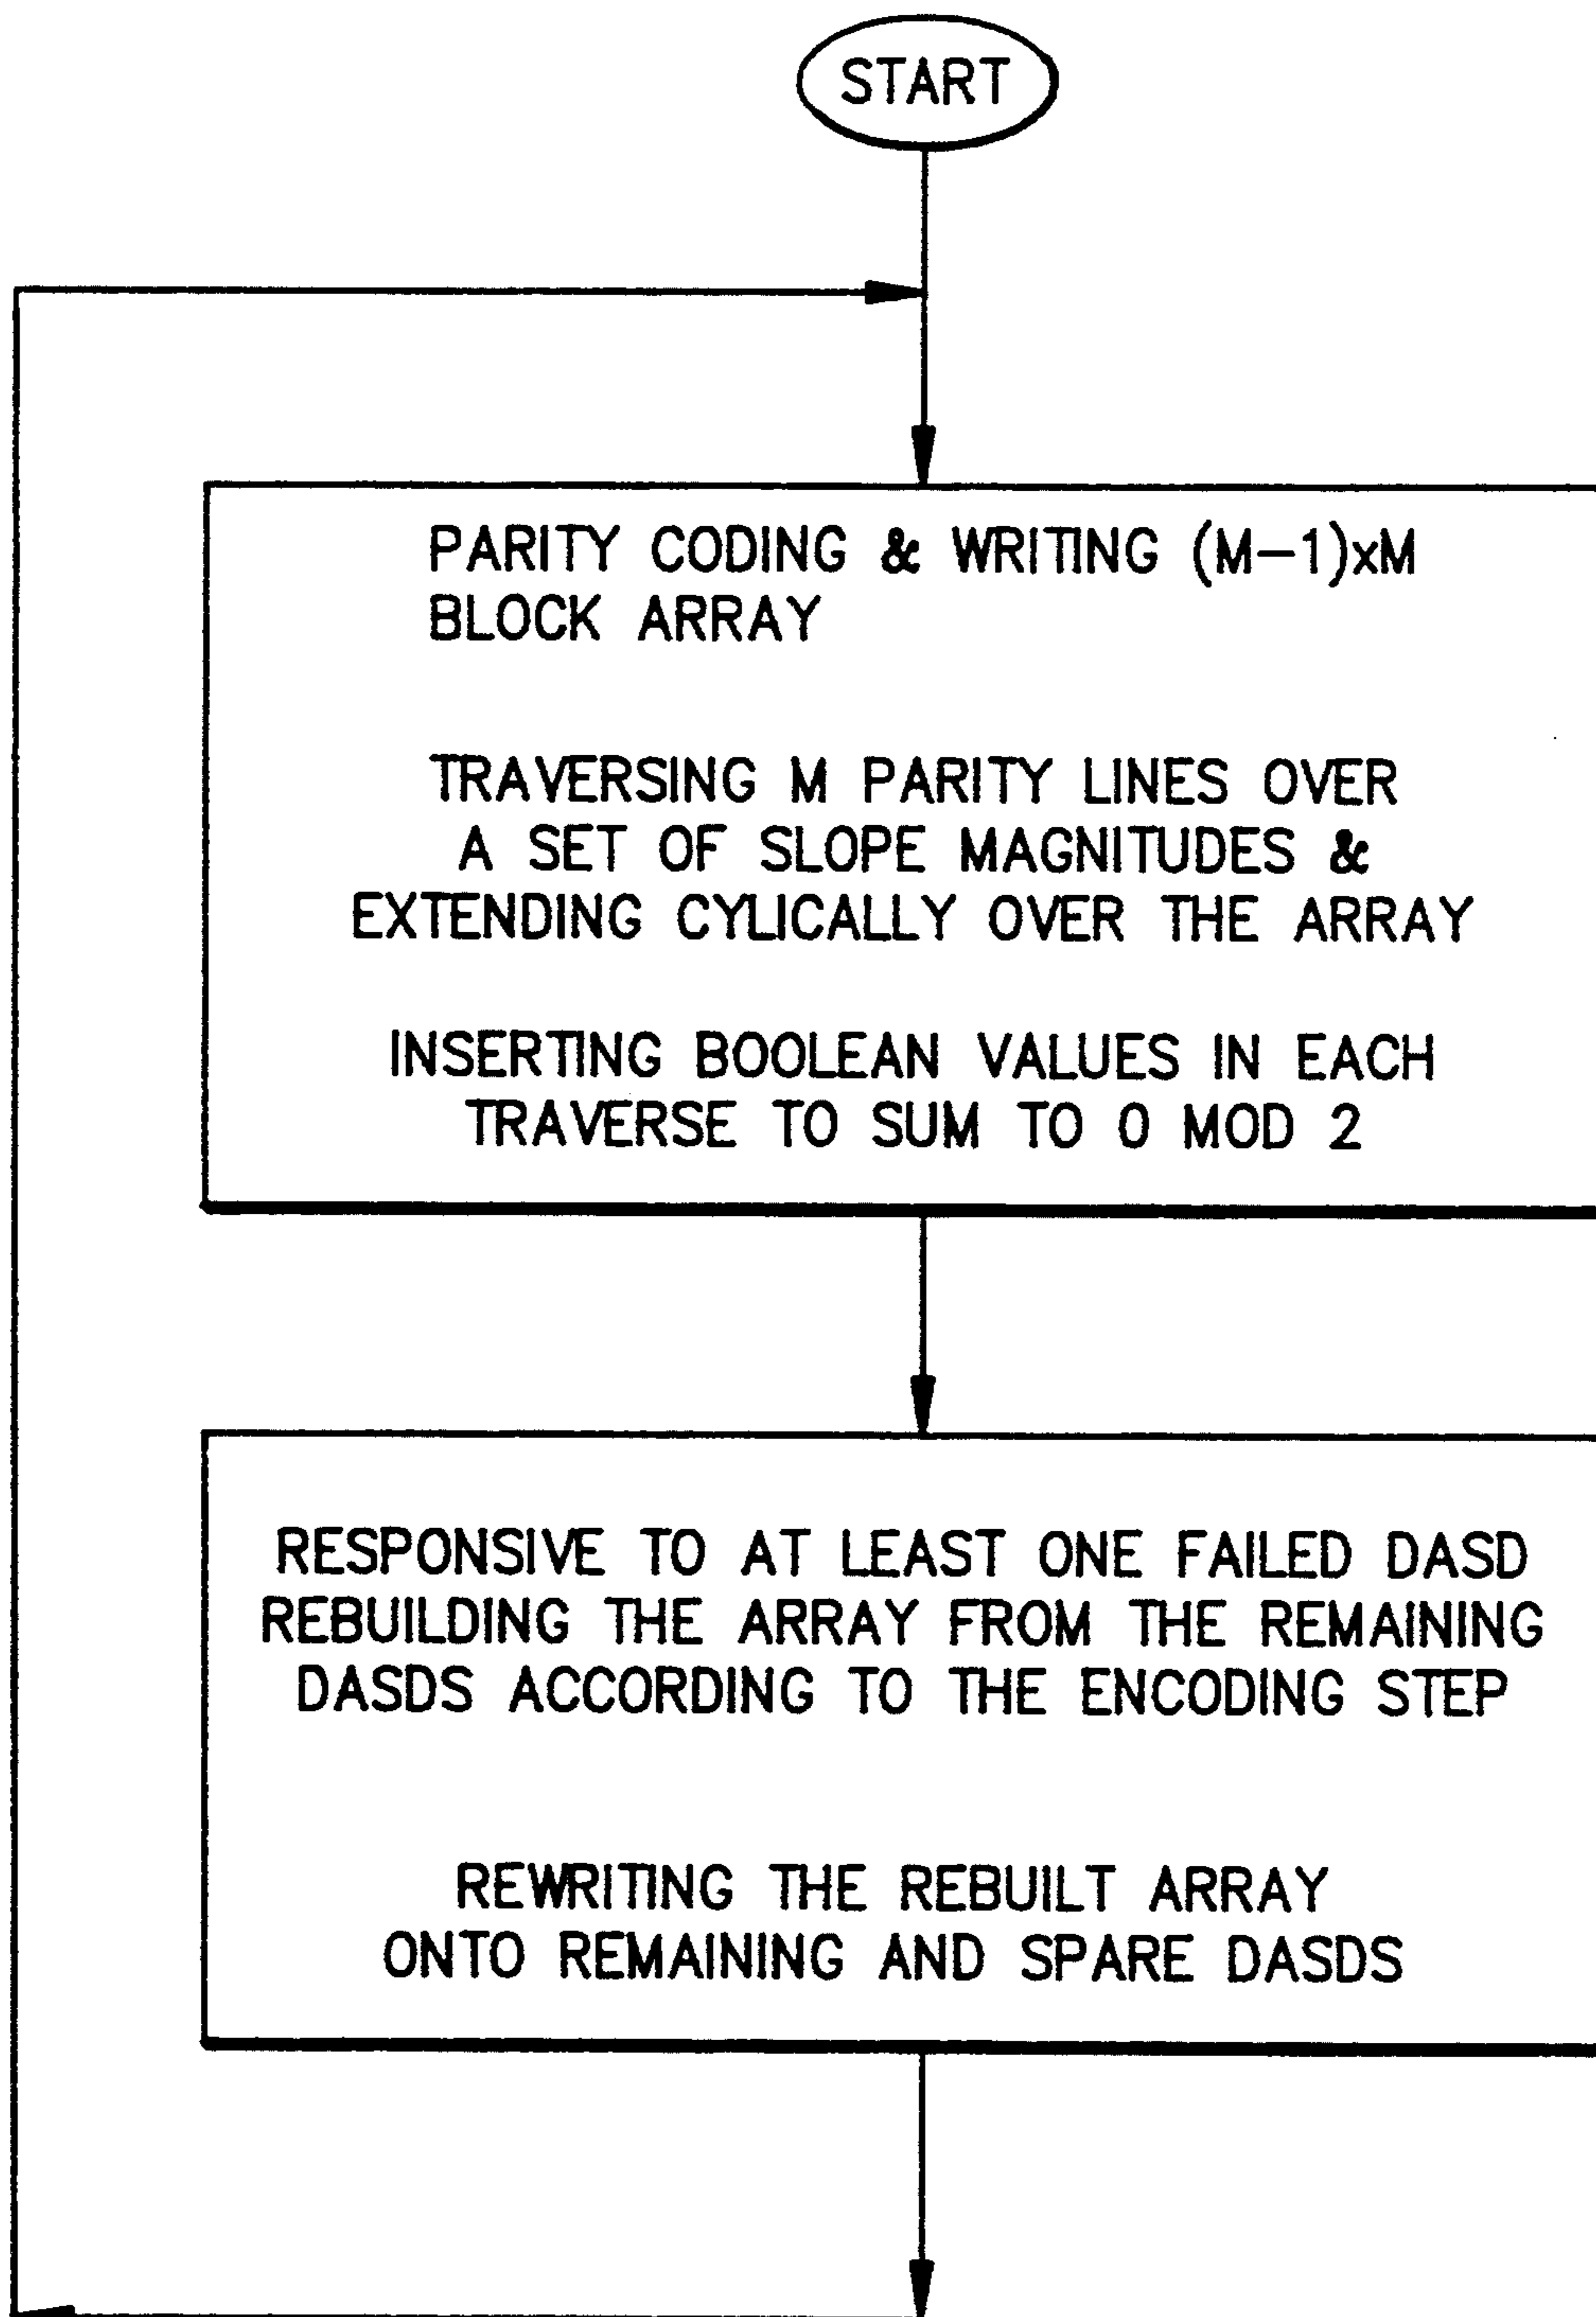 START
PARITY CODING & WRITING (M-1)xM
BLOCK ARRAY
TRAVERSING M PARITY LINES OVER
A SET OF SLOPE MAGNITUDES &
EXTENDING CYLICALLY OVER THE ARRAY
INSERTING BOOLEAN VALUES IN EACH
TRAVERSE TO SUM TO 0 MOD 2
RESPONSIVE TO AT LEAST ONE FAILED DASD
REBUILDING THE ARRAY FROM THE REMAINING
DASDS ACCORDING TO THE ENCODING STEP
REWRITING THE REBUILT ARRAY
ONTO REMAINING AND SPARE DASDS